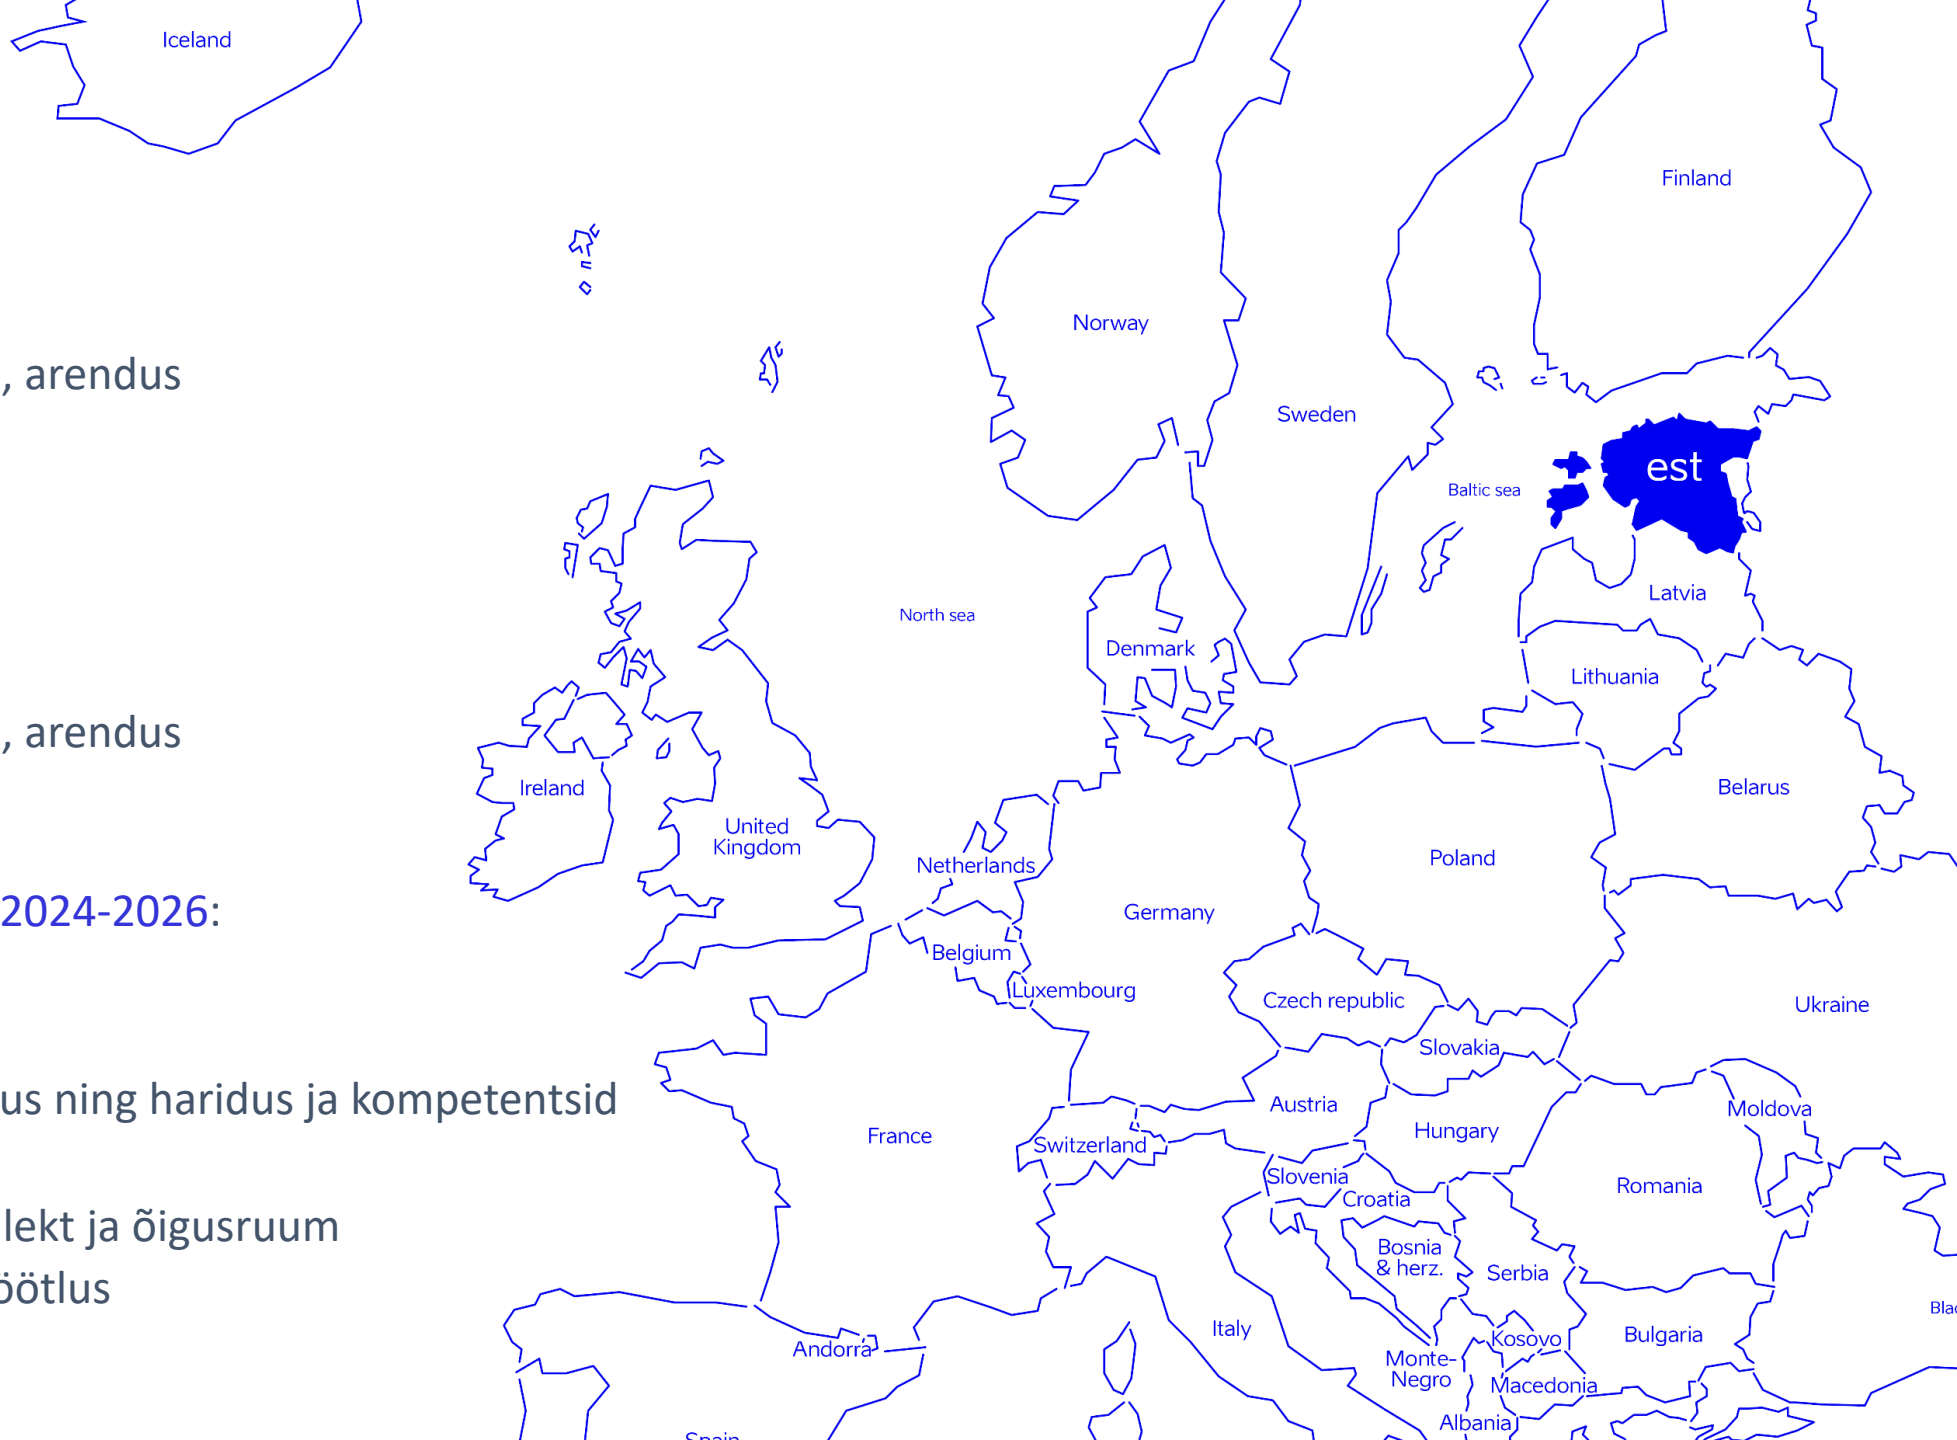 Iceland
Finland
Norway
, arendus
Sweden
est
Baltic sea
Latvia
North sea
Denmark
Lithuania
, arendus
Ireland
Belarus
United
Kingdom
Poland
Netherlands
2024-2026:
Germany
Belgium
Luxembourg
Czech republic
Ukraine
Slovakia
us ning haridus ja kompetentsid
Austria
Moldova
France
Hungary
Switzerland
Slovenia
Romania
Croatia
lekt ja õigusruum
Bosnia
& herz.
Serbia
öötlus
Italy
Bulgaria
Kosovo
Andorra
Monte-
Negro
Macedonia
Albania
Spain